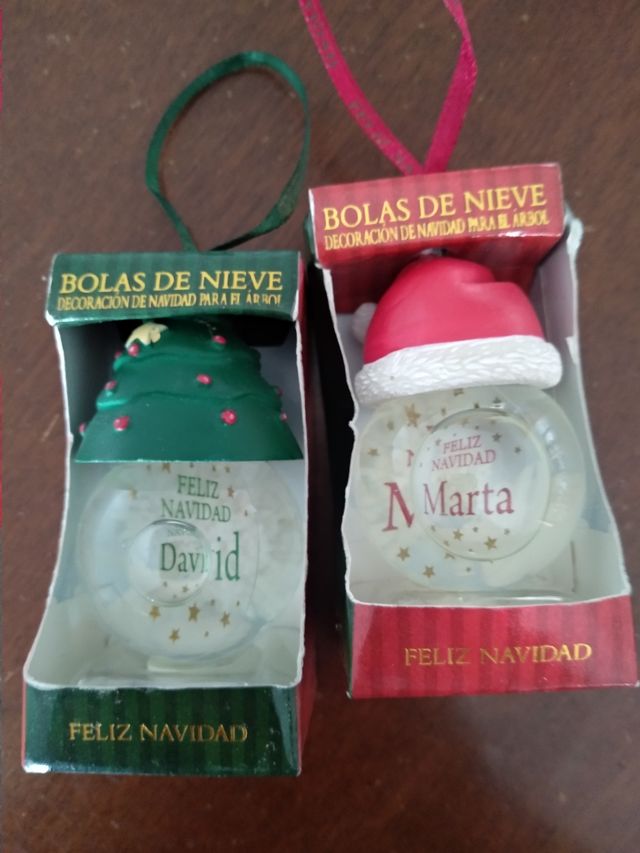 BOLAS DE NIEVE
DECORACIÓN DE NAVIDAD PARA EL ÁRBOL
FELIZ
NAVIDAD
David
FELIZ NAVIDAD
BOLAS DE NIEVE
DECORACIÓN DE NAVIDAD PARA EL ÁRBOL
FELIZ
NAVIDAD
Marta
FELIZ NAVIDAD